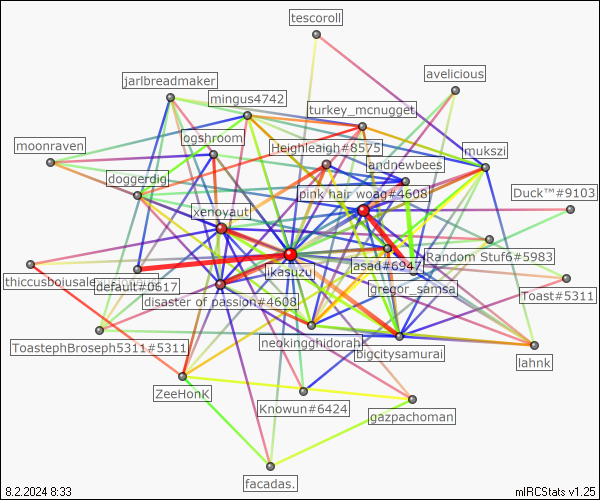 tescoroll
avelicious
jarlbreadmaker
mingus4742
turkey_mcnugget
ogshroom
Heighleaigh#8575
mukszi
moonraven
andnewbees
doggerdig
pink hair woag#4608
Duck™#9103
xenoyaut
Random Stuf6#5983
ikasuzu
asad#6947
thiccusboiusale
default#0617
gregor_samsa
Toast#5311
disaster of passion#4608
neokingghidorah
ToastephBroseph5311#5311
bigcitysamurai
lahnk
ZeeHonK
Knowun#6424
gazpachoman
facadas.
8.2.2024 8:33
mIRCStats v1.25